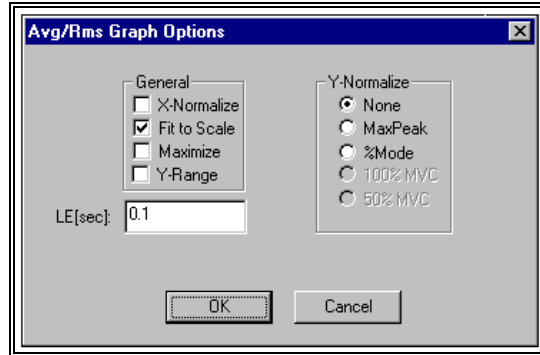 Avg/Rms Graph Options
General
X-Normalize
Fit to Scale
Maximize
Y-Range
LE[sec]: 0.1
Y-Normalize
None
MaxPeak
%Mode
100% MVC
50% MVC
OK
Cancel